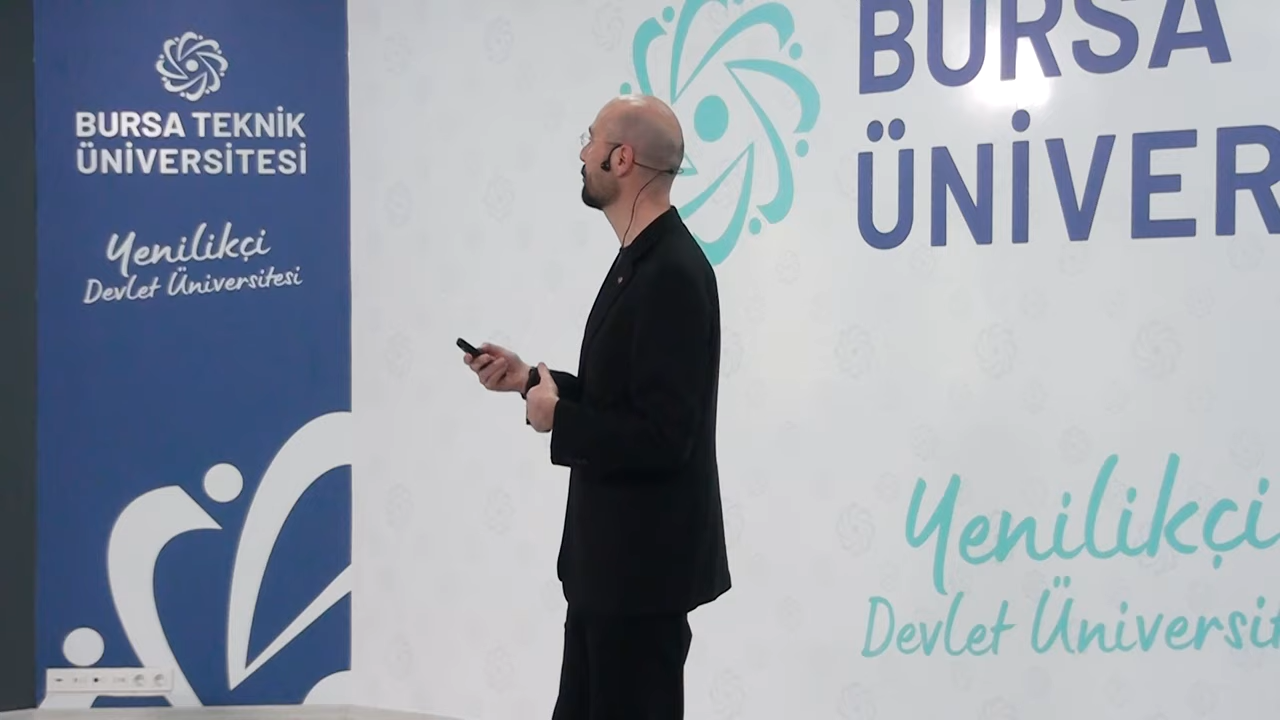 BURSA TEKNİK
ÜNİVERSİTESİ
Yenilikçi
Devlet Üniversitesi
BURSA
ÜNİVER
Yenilikçi
Devlet Üniversit